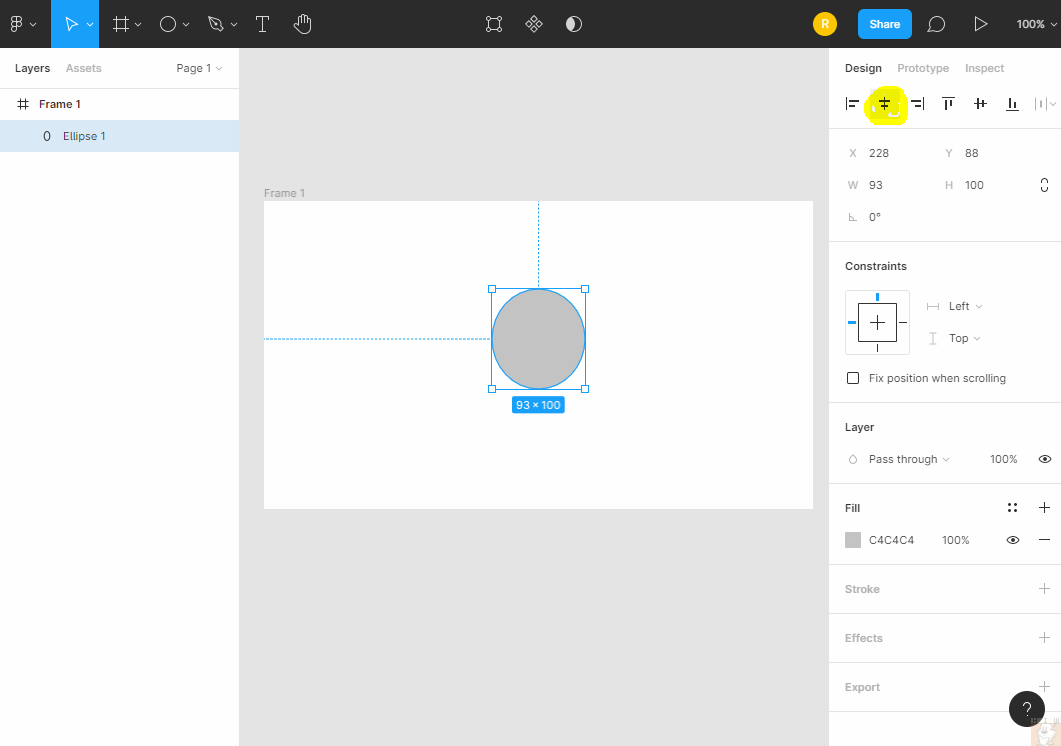 R Share 100%
Layers Assets Page 1
Design Prototype Inspect
Frame 1
Ellipse 1
X 228 Y 88
W 93 H 100
0°
Frame 1
93 × 100
Constraints
Left
Top
Fix position when scrolling
Layer
Pass through 100%
Fill
C4C4C4 100%
Stroke
Effects
Export
?